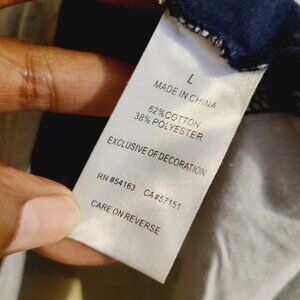 L
MADE IN CHINA
62%COTTON
38% POLYESTER
EXCLUSIVE OF DECORATION
RN #54163 CA#57151
CARE ON REVERSE